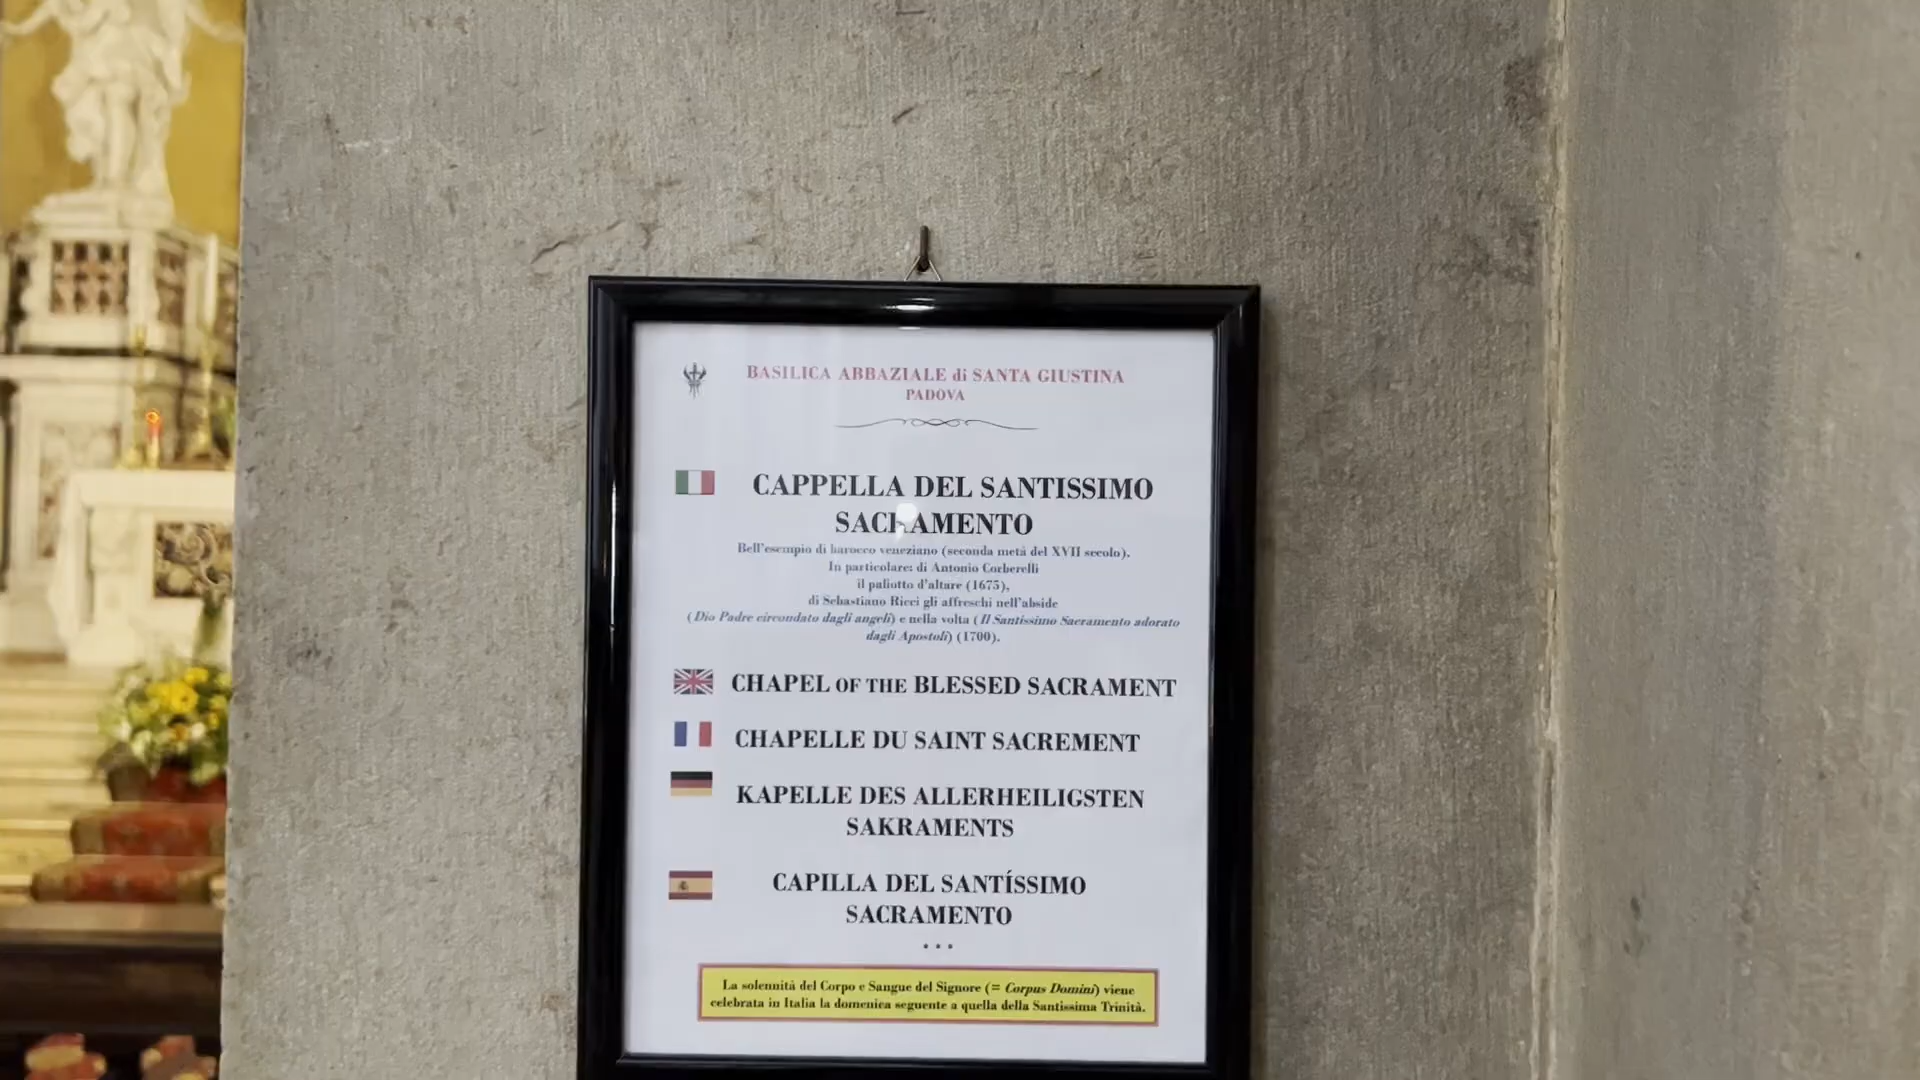 BASILICA ABBAZIALE di SANTA GIUSTINA
PADOVA
CAPPELLA DEL SANTISSIMO
SACRAMENTO
Bell'esempio di barocco veneziano (seconda metà del XVII secolo).
In particolare: di Antonio Corberelli
il paliotto d'altare (1675),
di Sebastiano Ricci gli affreschi nell'abside
(Dio Padre circondato dagli angeli) e nella volta (Il Santissimo Sacramento adorato
dagli Apostoli) (1700).
CHAPEL OF THE BLESSED SACRAMENT
CHAPELLE DU SAINT SACREMENT
KAPELLE DES ALLERHEILIGSTEN
SAKRAMENTS
CAPILLA DEL SANTÍSSIMO
SACRAMENTO
...
La solennità del Corpo e Sangue del Signore (= Corpus Domini) viene
celebrata in Italia la domenica seguente a quella della Santissima Trinità.